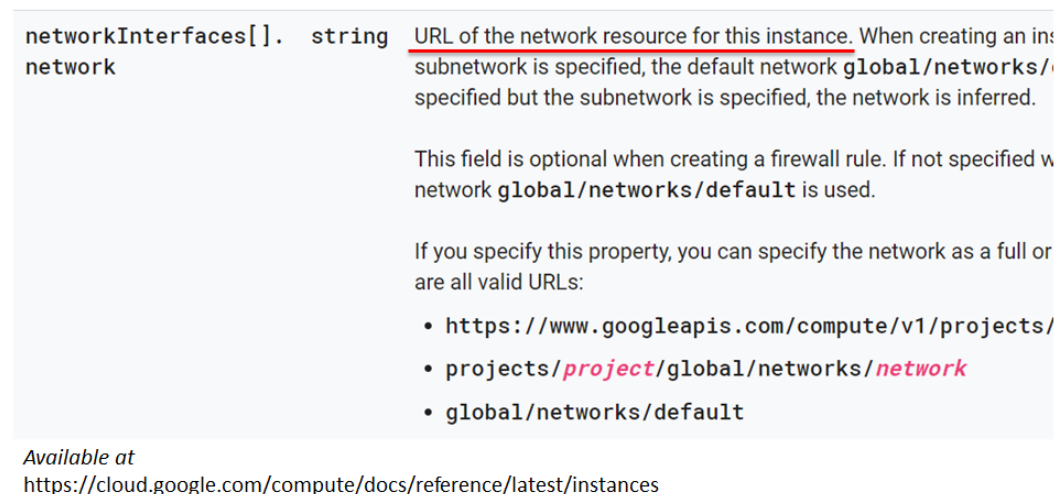 networkInterfaces[]. string URL of the network resource for this instance. When creating an ins
network subnetwork is specified, the default network global/networks/
specified but the subnetwork is specified, the network is inferred.
This field is optional when creating a firewall rule. If not specified w
network global/networks/default is used.
If you specify this property, you can specify the network as a full or
are all valid URLs:
• https://www.googleapis.com/compute/v1/projects/
• projects/project/global/networks/network
• global/networks/default
Available at
https://cloud.google.com/compute/docs/reference/latest/instances